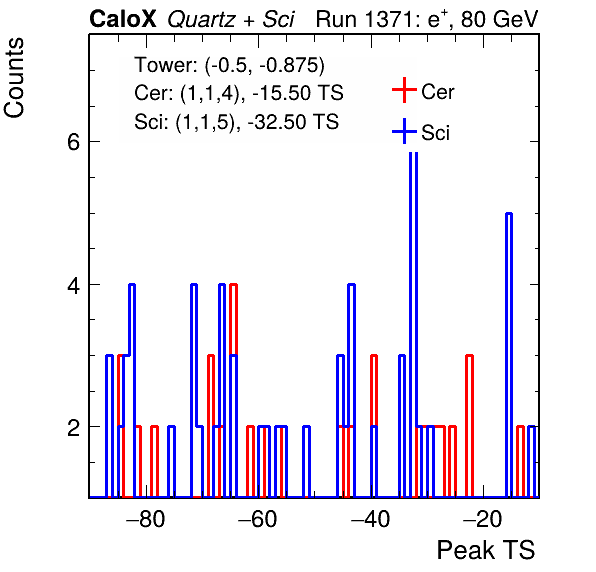 CaloX Quartz + Sci Run 1371: e+, 80 GeV
Counts
Tower: (-0.5, -0.875)
Cer: (1,1,4), -15.50 TS
Sci: (1,1,5), -32.50 TS
Cer
Sci
6
4
2
−80 −60 −40 −20
Peak TS